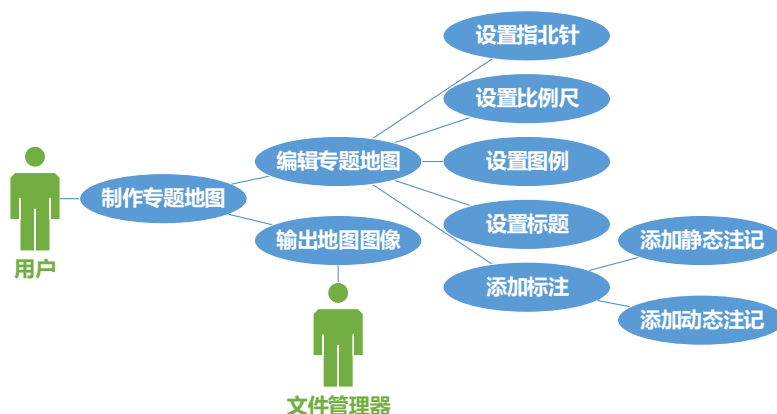 设置指北针
设置比例尺
编辑专题地图
设置图例
制作专题地图
设置标题
输出地图图像
添加静态注记
用户
添加标注
添加动态注记
文件管理器